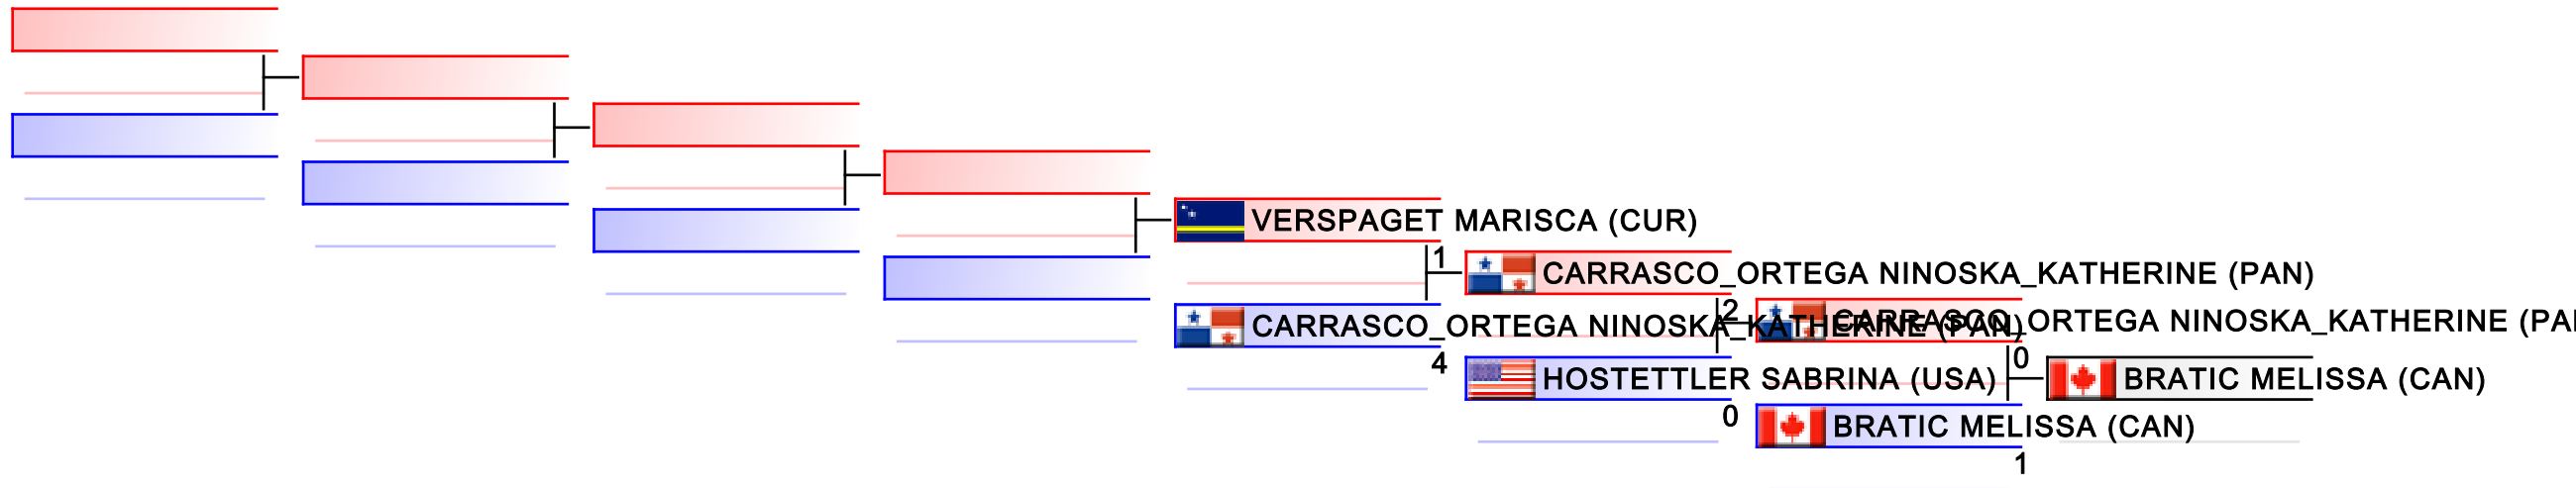 VERSPAGET MARISCA (CUR)
1
CARRASCO_ORTEGA NINOSKA_KATHERINE (PAN)
CARRASCO_ORTEGA NINOSKA_KATHERINE (PAN)
4
2
CARRASCO_ORTEGA NINOSKA_KATHERINE (PA
HOSTETTLER SABRINA (USA)
0
0
BRATIC MELISSA (CAN)
BRATIC MELISSA (CAN)
1